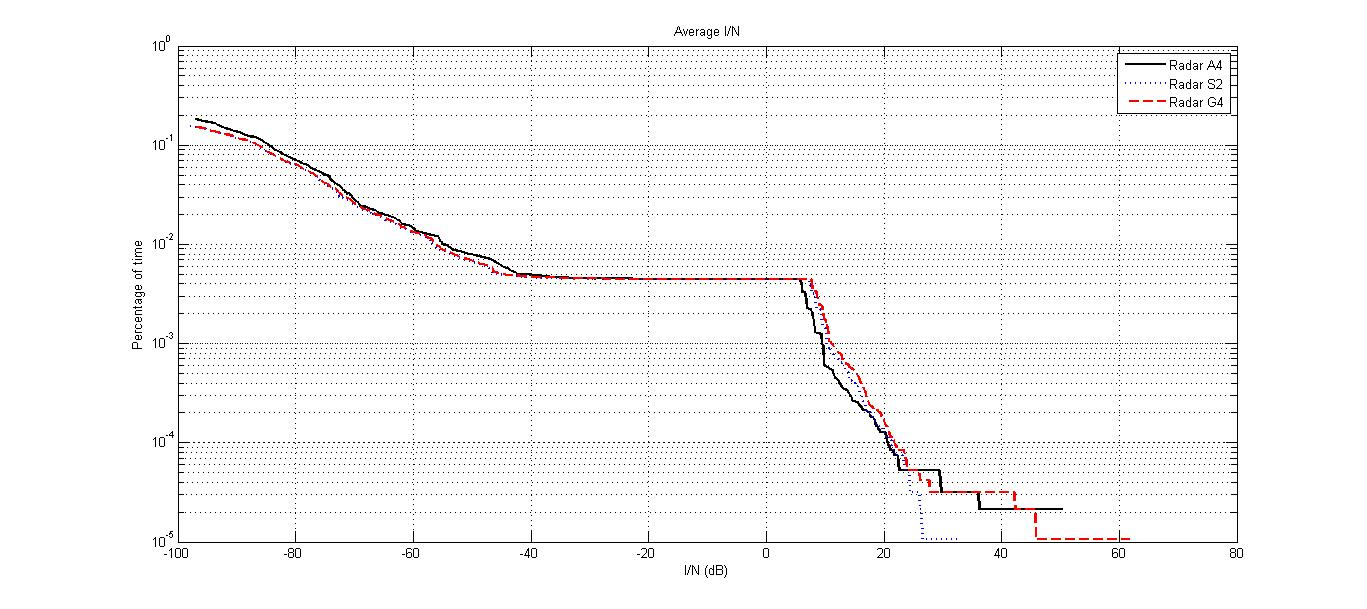 Average I/N
10^0
10^-1
10^-2
10^-3
10^-4
10^-5
Percentage of time
-100 -80 -60 -40 -20 0 20 40 60 80
I/N (dB)
Radar A4
Radar S2
Radar G4